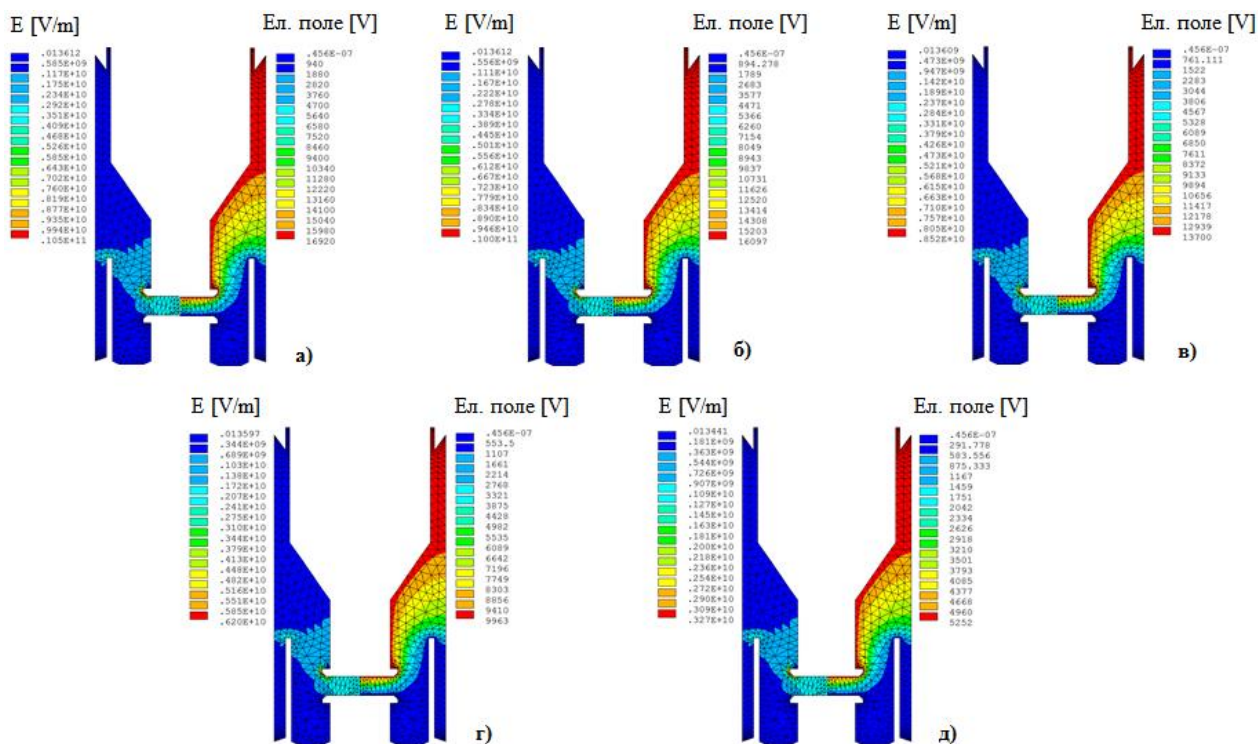 E [V/m]
Ел. поле [V]
.013612
.585E+09
.117E+10
.175E+10
.234E+10
.292E+10
.351E+10
.409E+10
.468E+10
.526E+10
.585E+10
.643E+10
.702E+10
.760E+10
.819E+10
.877E+10
.935E+10
.994E+10
.105E+11
.456E-07
940
1880
2820
3760
4700
5640
6580
7520
8460
9400
10340
11280
12220
13160
14100
15040
15980
16920
а)
E [V/m]
Ел. поле [V]
.013612
.556E+09
.111E+10
.167E+10
.222E+10
.278E+10
.334E+10
.389E+10
.445E+10
.501E+10
.556E+10
.612E+10
.667E+10
.723E+10
.779E+10
.834E+10
.890E+10
.946E+10
.100E+11
.456E-07
894.278
1789
2683
3577
4471
5366
6260
7154
8049
8943
9837
10731
11626
12520
13414
14308
15203
16097
б)
E [V/m]
Ел. поле [V]
.013609
.473E+09
.947E+09
.142E+10
.189E+10
.237E+10
.284E+10
.331E+10
.379E+10
.426E+10
.473E+10
.521E+10
.568E+10
.615E+10
.663E+10
.710E+10
.757E+10
.805E+10
.852E+10
.456E-07
761.111
1522
2283
3044
3806
4567
5328
6089
6850
7611
8372
9133
9894
10656
11417
12178
12939
13700
в)
E [V/m]
Ел. поле [V]
.013597
.344E+09
.689E+09
.103E+10
.138E+10
.172E+10
.207E+10
.241E+10
.275E+10
.310E+10
.344E+10
.379E+10
.413E+10
.448E+10
.482E+10
.516E+10
.551E+10
.585E+10
.620E+10
.456E-07
553.5
1107
1661
2214
2768
3321
3875
4428
4982
5535
6089
6642
7196
7749
8303
8856
9410
9963
г)
E [V/m]
Ел. поле [V]
.013441
.181E+09
.363E+09
.544E+09
.726E+09
.907E+09
.109E+10
.127E+10
.145E+10
.163E+10
.181E+10
.200E+10
.218E+10
.236E+10
.254E+10
.272E+10
.290E+10
.309E+10
.327E+10
.456E-07
291.778
583.556
875.333
1167
1459
1751
2042
2334
2626
2918
3210
3501
3793
4085
4377
4668
4960
5252
д)